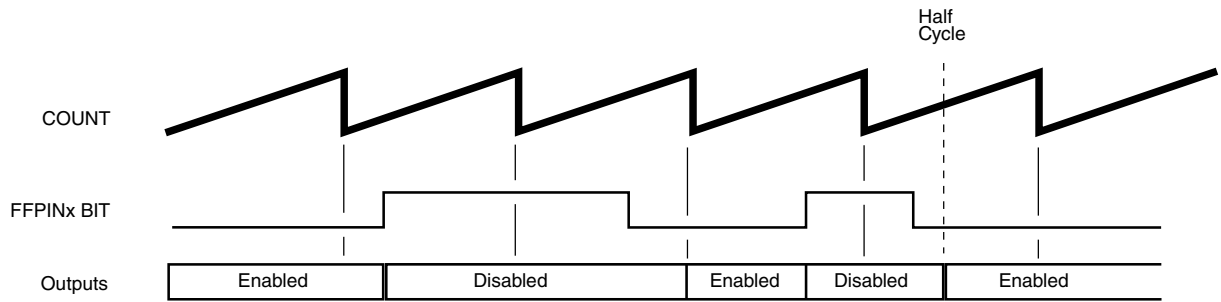 Half
Cycle
COUNT
FFPINx BIT
Outputs
Enabled
Disabled
Enabled
Disabled
Enabled